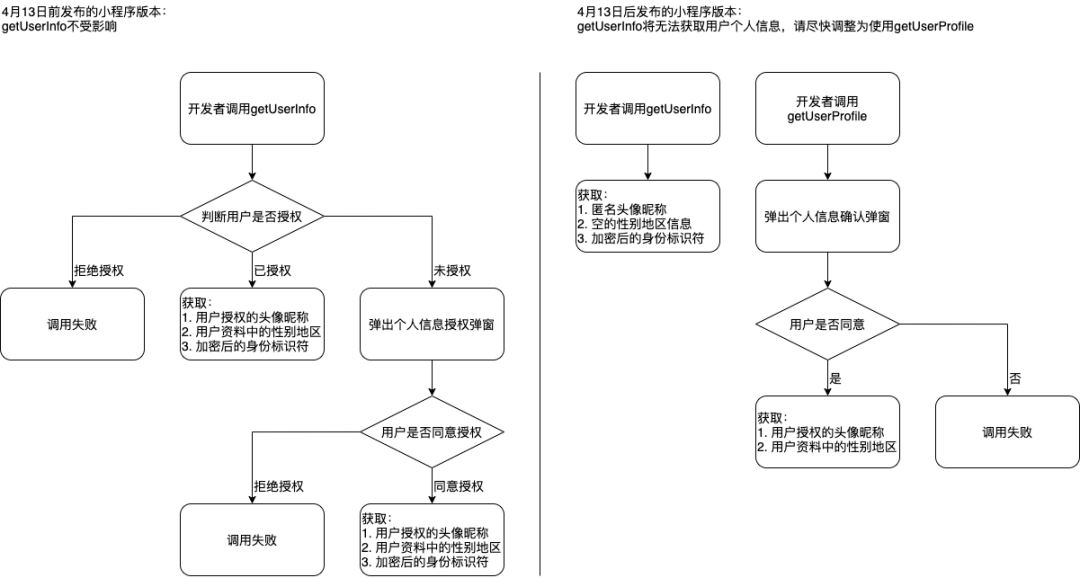 4月13日前发布的小程序版本：
getUserInfo不受影响
开发者调用getUserInfo
判断用户是否授权
拒绝授权
已授权
未授权
调用失败
获取：
1. 用户授权的头像昵称
2. 用户资料中的性别地区
3. 加密后的身份标识符
弹出个人信息授权弹窗
用户是否同意授权
拒绝授权
同意授权
调用失败
获取：
1. 用户授权的头像昵称
2. 用户资料中的性别地区
3. 加密后的身份标识符
4月13日后发布的小程序版本：
getUserInfo将无法获取用户个人信息，请尽快调整为使用getUserProfile
开发者调用getUserInfo
获取：
1. 匿名头像昵称
2. 空的性别地区信息
3. 加密后的身份标识符
开发者调用
getUserProfile
弹出个人信息确认弹窗
用户是否同意
是
否
获取：
1. 用户授权的头像昵称
2. 用户资料中的性别地区
调用失败